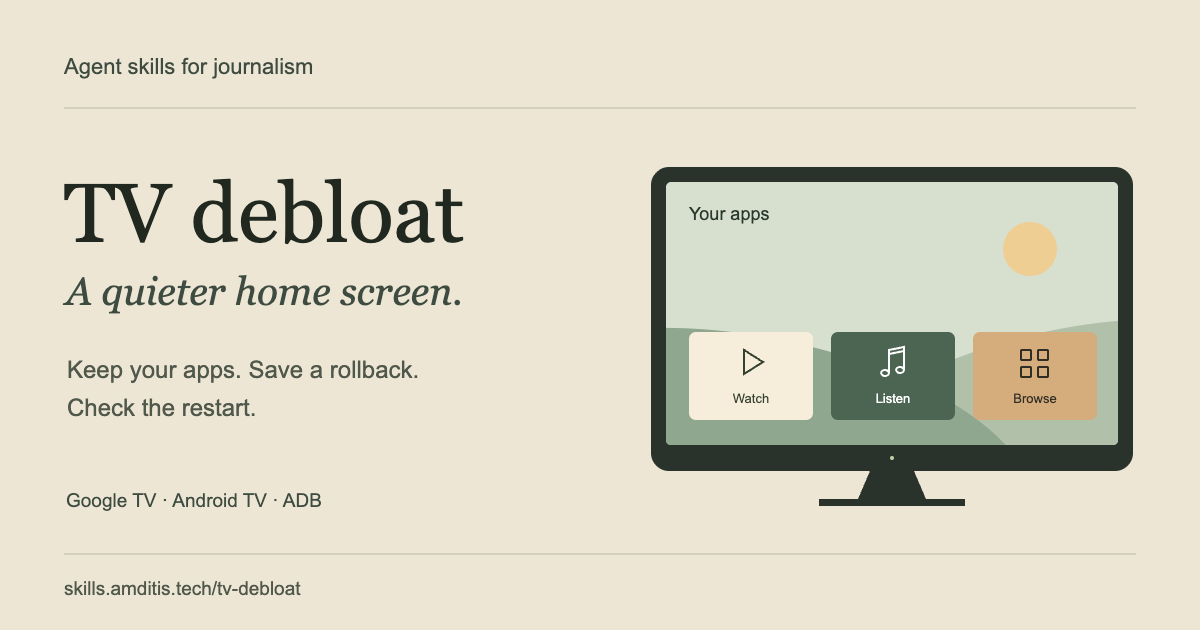 Agent skills for journalism
TV debloat
A quieter home screen.
Keep your apps. Save a rollback.
Check the restart.
Google TV · Android TV · ADB
Your apps
Watch
Listen
Browse
skills.amditis.tech/tv-debloat